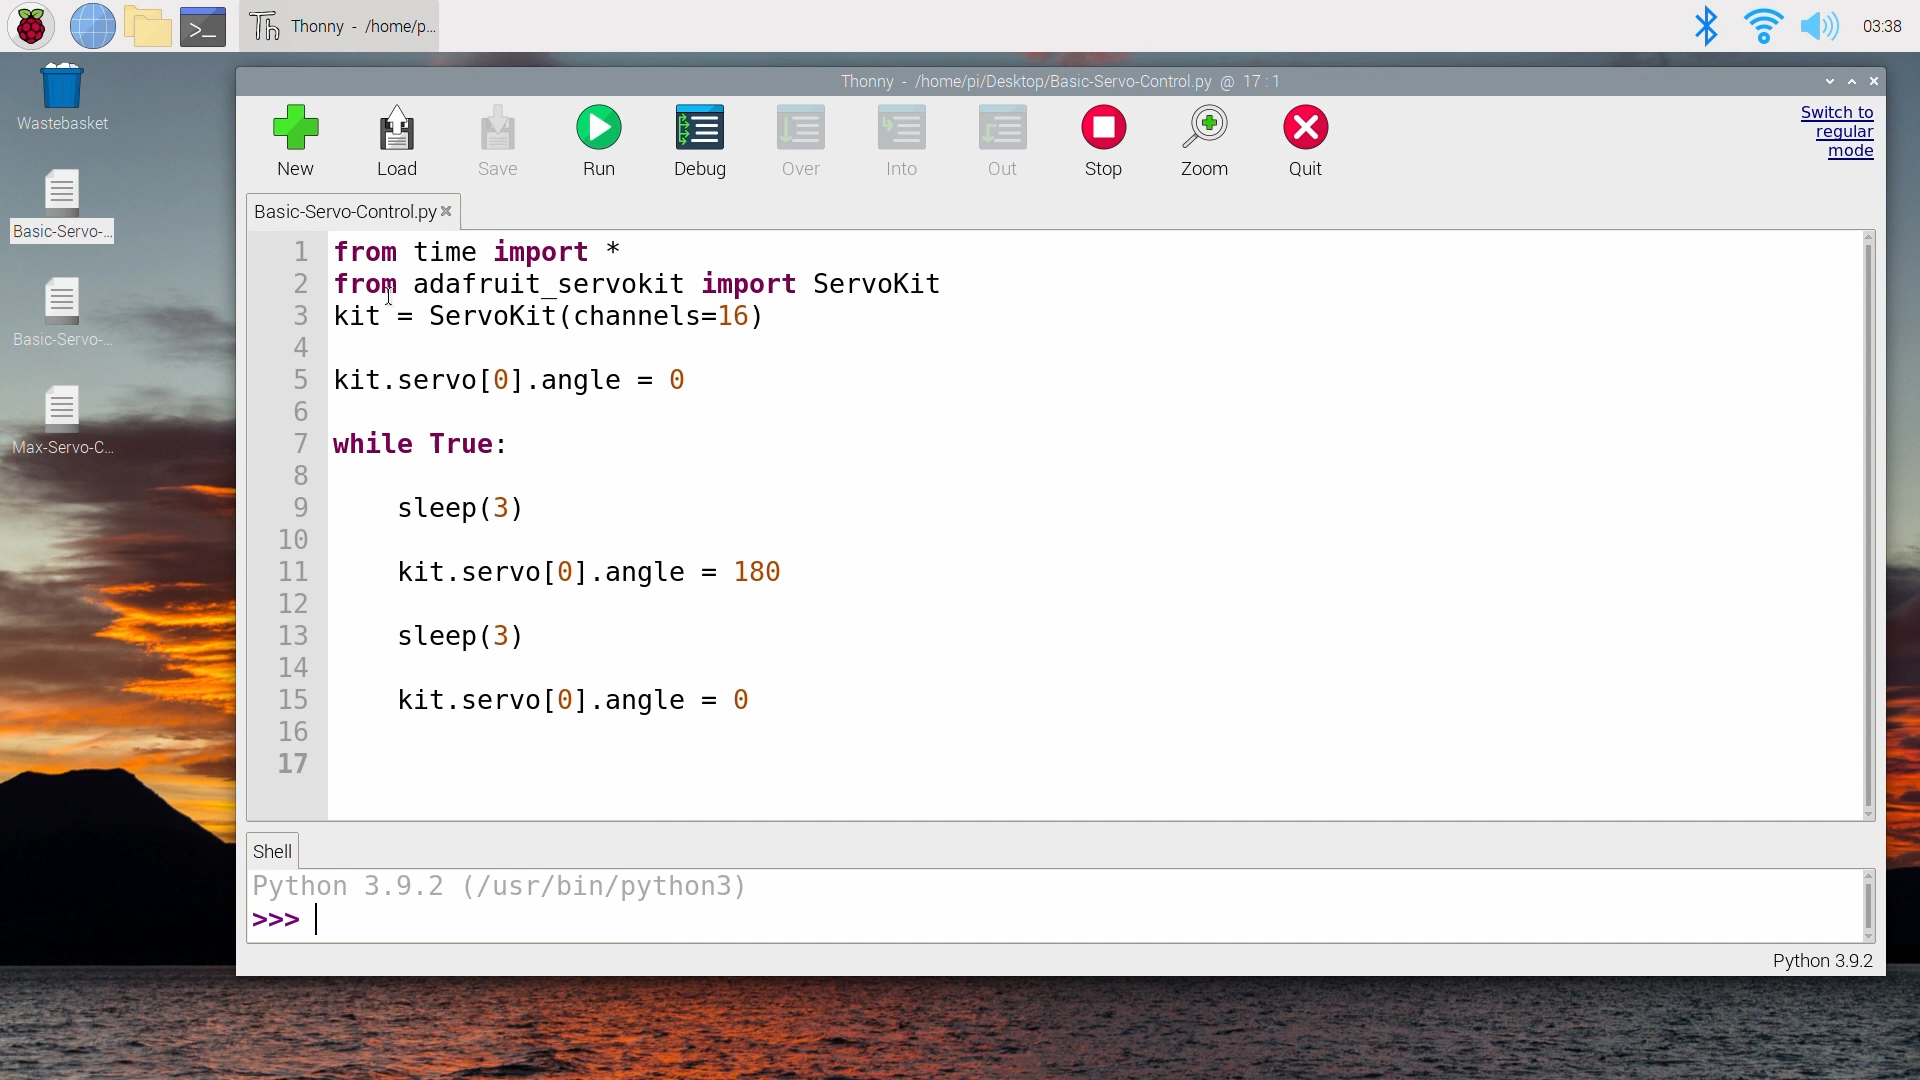 Thonny - /home/p...
03:38
Wastebasket
Basic-Servo-...
Basic-Servo-...
Max-Servo-C...
Thonny - /home/pi/Desktop/Basic-Servo-Control.py @ 17:1
New
Load
Save
Run
Debug
Over
Into
Out
Stop
Zoom
Quit
Switch to
regular
mode
Basic-Servo-Control.py
1 from time import *
2 from adafruit_servokit import ServoKit
3 kit = ServoKit(channels=16)
4
5 kit.servo[0].angle = 0
6
7 while True:
8
9 sleep(3)
10
11 kit.servo[0].angle = 180
12
13 sleep(3)
14
15 kit.servo[0].angle = 0
16
17
Shell
Python 3.9.2 (/usr/bin/python3)
>>>
Python 3.9.2